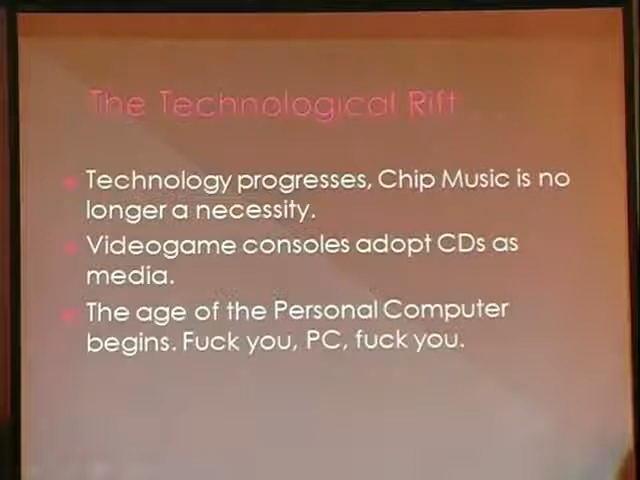 The Technological Rift
Technology progresses, Chip Music is no
longer a necessity.
Videogame consoles adopt CDs as
media.
The age of the Personal Computer
begins. Fuck you, PC, fuck you.